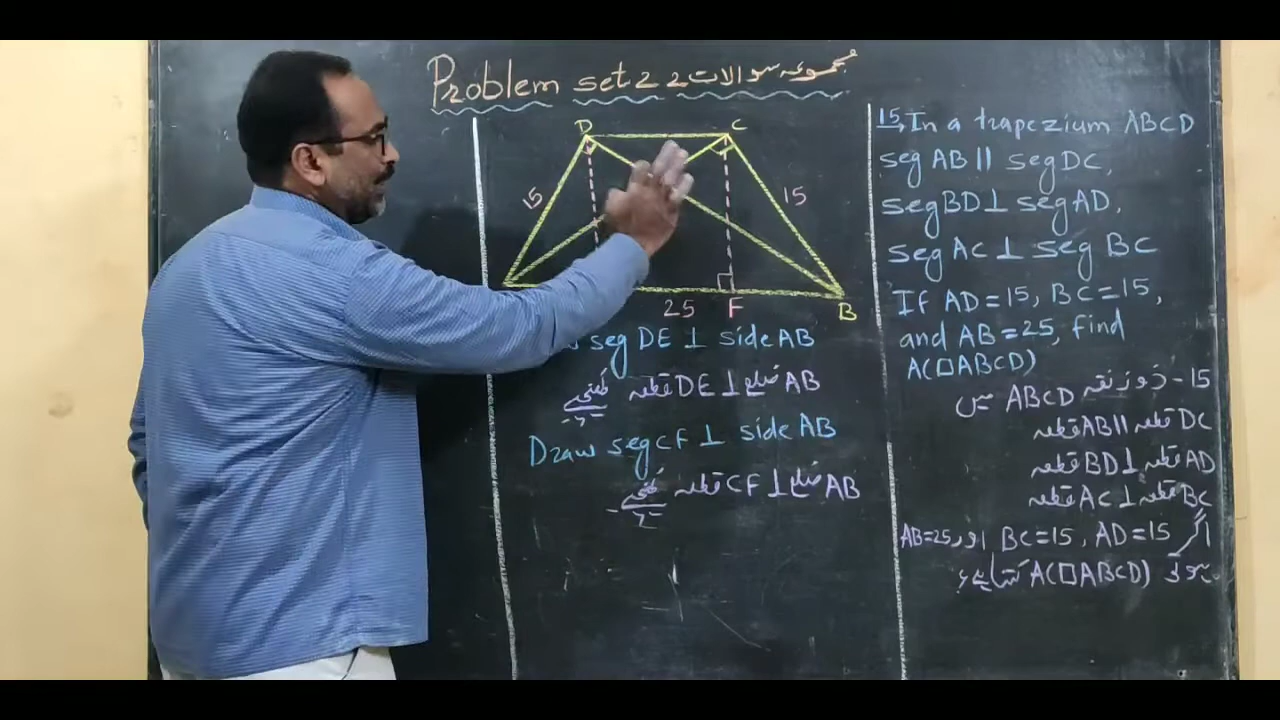 Problem set 2 مجموعہ سوالات 2
D
C
15
15
25
F
B
seg DE ⊥ side AB
AB ضلع ⊥ DE قطعہ کھنچئے
Draw seg CF ⊥ side AB
AB ضلع ⊥ CF قطعہ کھنچئے
15, In a trapezium ABCD
seg AB || seg DC,
seg BD ⊥ seg AD,
seg AC ⊥ seg BC
If AD=15, BC=15,
and AB=25, find
A(□ABCD)
15- ذوزنقہ ABCD میں
DC قطعہ || AB قطعہ
AD قطعہ ⊥ BD قطعہ
BC قطعہ ⊥ AC قطعہ
اگر AD=15 , BC=15 اور AB=25
A(□ABCD)